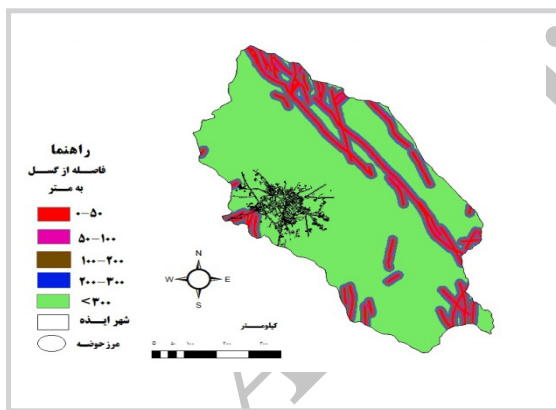 راهنما
فاصله از گسل
به متر
۰-۵۰
۵۰-۱۰۰
۱۰۰-۲۰۰
۲۰۰-۳۰۰
<۳۰۰
شهر ایذه
مرز حوضه
N
W E
S
کیلومتر